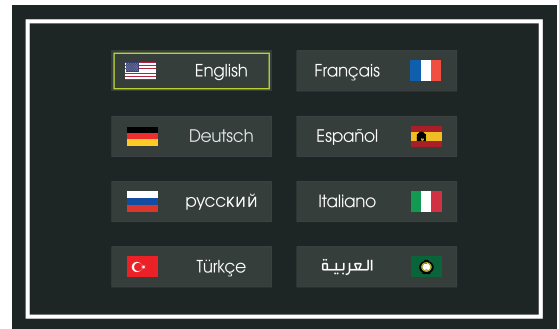 English
Français
Deutsch
Español
русский
Italiano
Türkçe
العربية